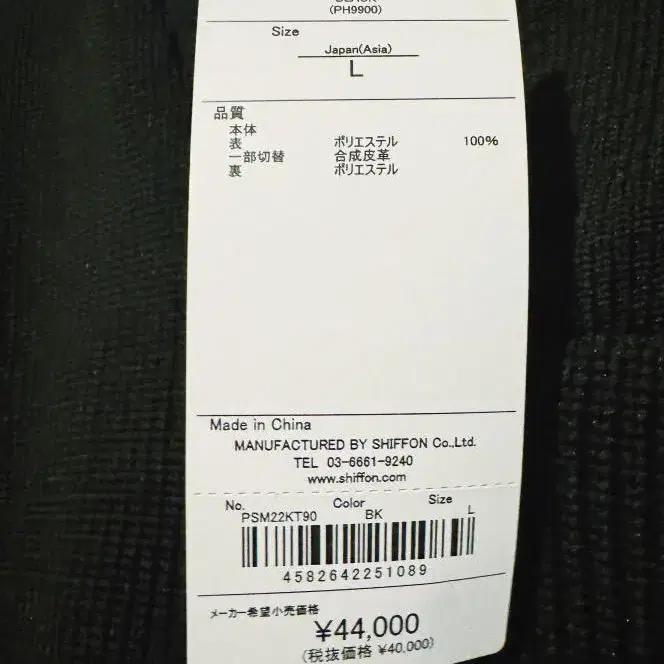 (PH9900)
Size
Japan(Asia)
L
品質
本体
表 ポリエステル 100%
一部切替 合成皮革
裏 ポリエステル
Made in China
MANUFACTURED BY SHIFFON Co.,Ltd.
TEL 03-6661-9240
www.shiffon.com
No. Color Size
PSM22KT90 BK L
4582642251089
メーカー希望小売価格
¥44,000
(税抜価格 ¥40,000)